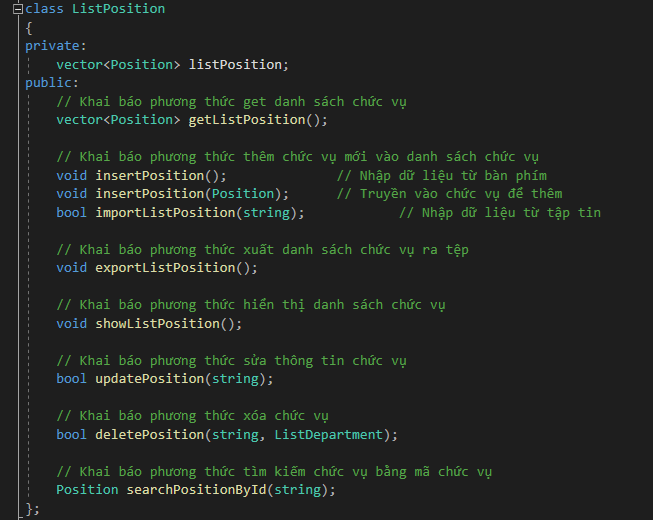 class ListPosition
{
private:
    vector<Position> listPosition;
public:
    // Khai báo phương thức get danh sách chức vụ
    vector<Position> getListPosition();
    // Khai báo phương thức thêm chức vụ mới vào danh sách chức vụ
    void insertPosition();              // Nhập dữ liệu từ bàn phím
    void insertPosition(Position);      // Truyền vào chức vụ để thêm
    bool importListPosition(string);            // Nhập dữ liệu từ tập tin
    // Khai báo phương thức xuất danh sách chức vụ ra tệp
    void exportListPosition();
    // Khai báo phương thức hiển thị danh sách chức vụ
    void showListPosition();
    // Khai báo phương thức sửa thông tin chức vụ
    bool updatePosition(string);
    // Khai báo phương thức xóa chức vụ
    bool deletePosition(string, ListDepartment);
    // Khai báo phương thức tìm kiếm chức vụ bằng mã chức vụ
    Position searchPositionById(string);
};